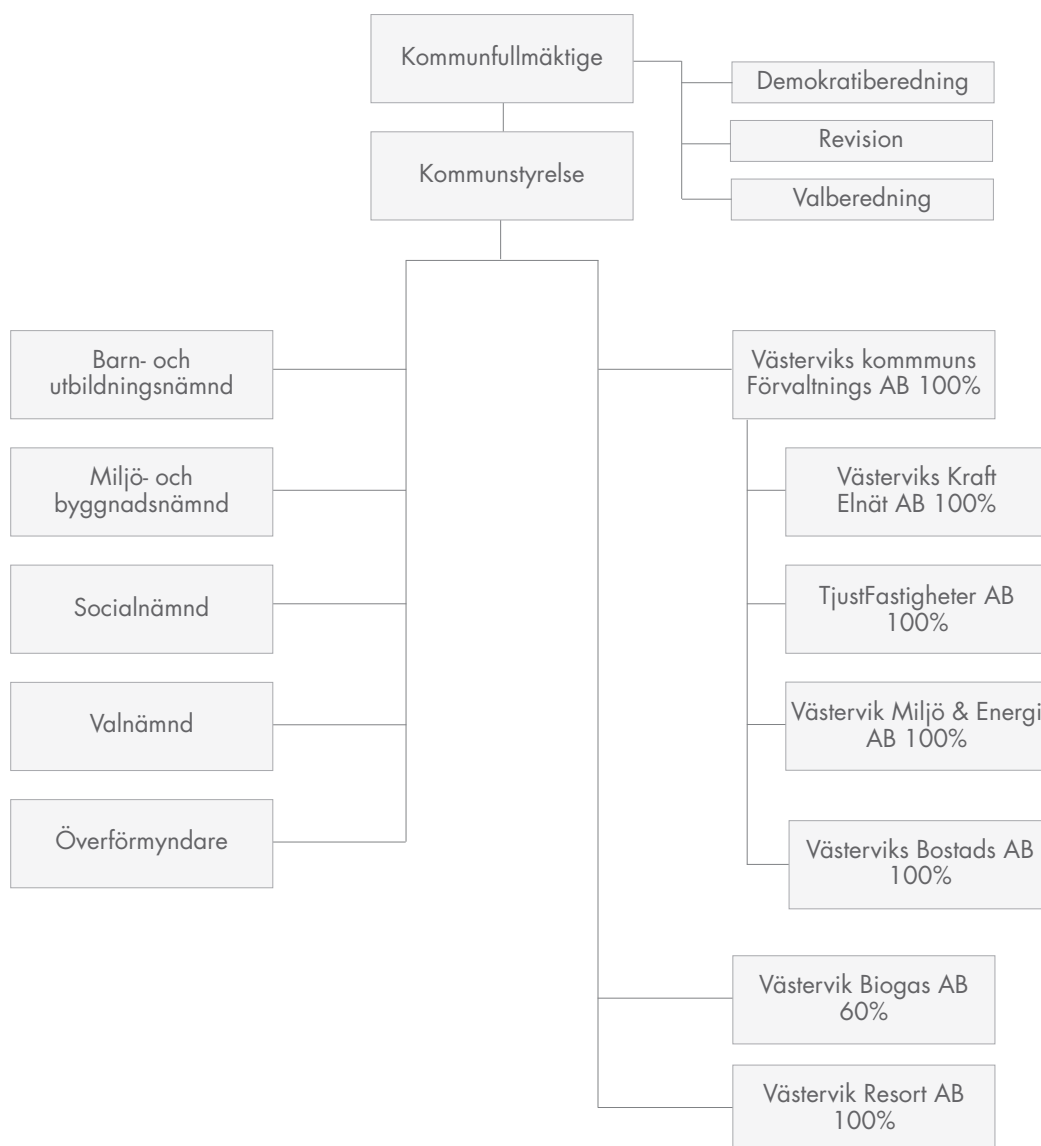 Kommunfullmäktige
Demokratiberedning
Revision
Valberedning
Kommunstyrelse
Barn- och
utbildningsnämnd
Miljö- och
byggnadsnämnd
Socialnämnd
Valnämnd
Överförmyndare
Västerviks kommmuns
Förvaltnings AB 100%
Västerviks Kraft
Elnät AB 100%
TjustFastigheter AB
100%
Västervik Miljö & Energi
AB 100%
Västerviks Bostads AB
100%
Västervik Biogas AB
60%
Västervik Resort AB
100%